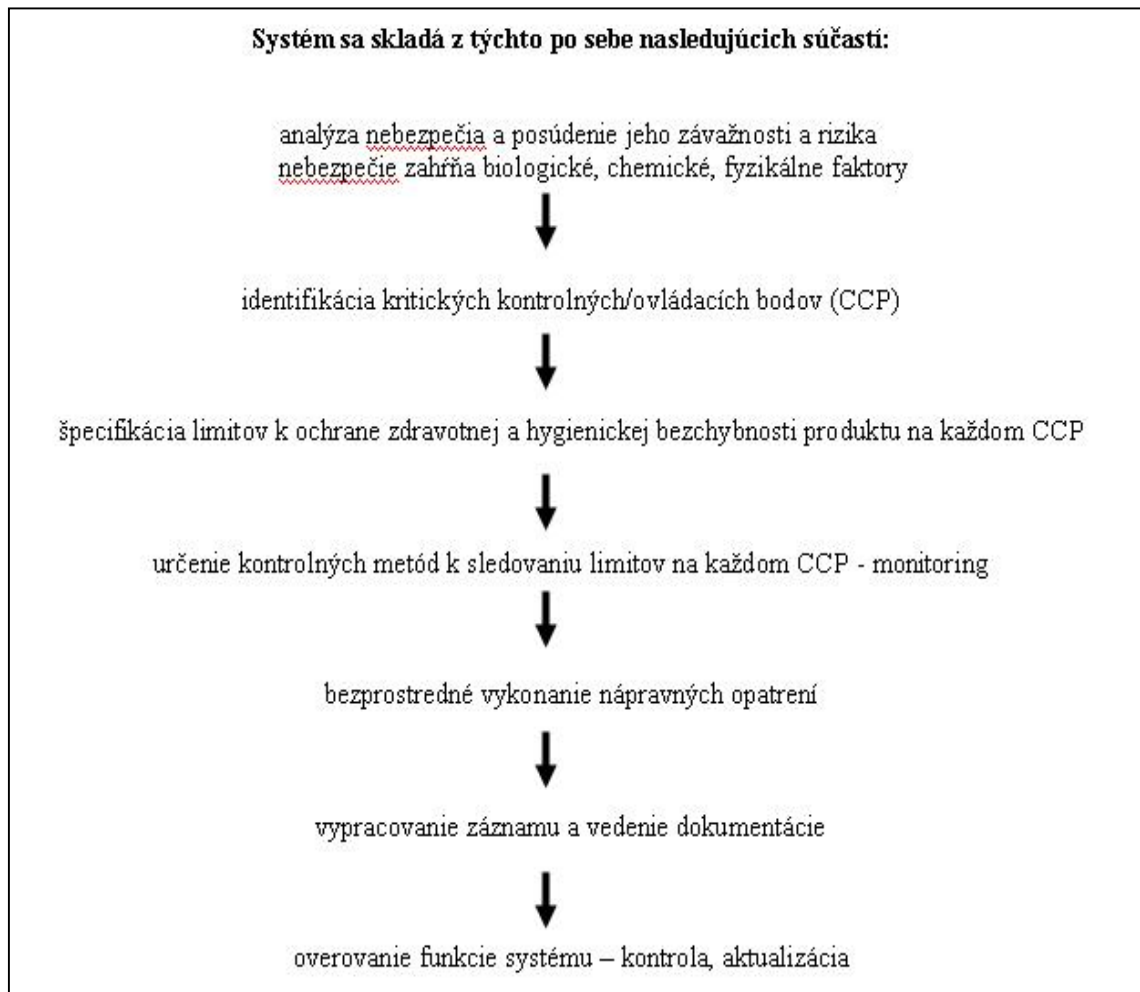 Systém sa skladá z týchto po sebe nasledujúcich súčastí:
analýza nebezpečia a posúdenie jeho závažnosti a rizika
nebezpečie zahŕňa biologické, chemické, fyzikálne faktory
identifikácia kritických kontrolných/ovládacích bodov (CCP)
špecifikácia limitov k ochrane zdravotnej a hygienickej bezchybnosti produktu na každom CCP
určenie kontrolných metód k sledovaniu limitov na každom CCP - monitoring
bezprostredné vykonanie nápravných opatrení
vypracovanie záznamu a vedenie dokumentácie
overovanie funkcie systému – kontrola, aktualizácia